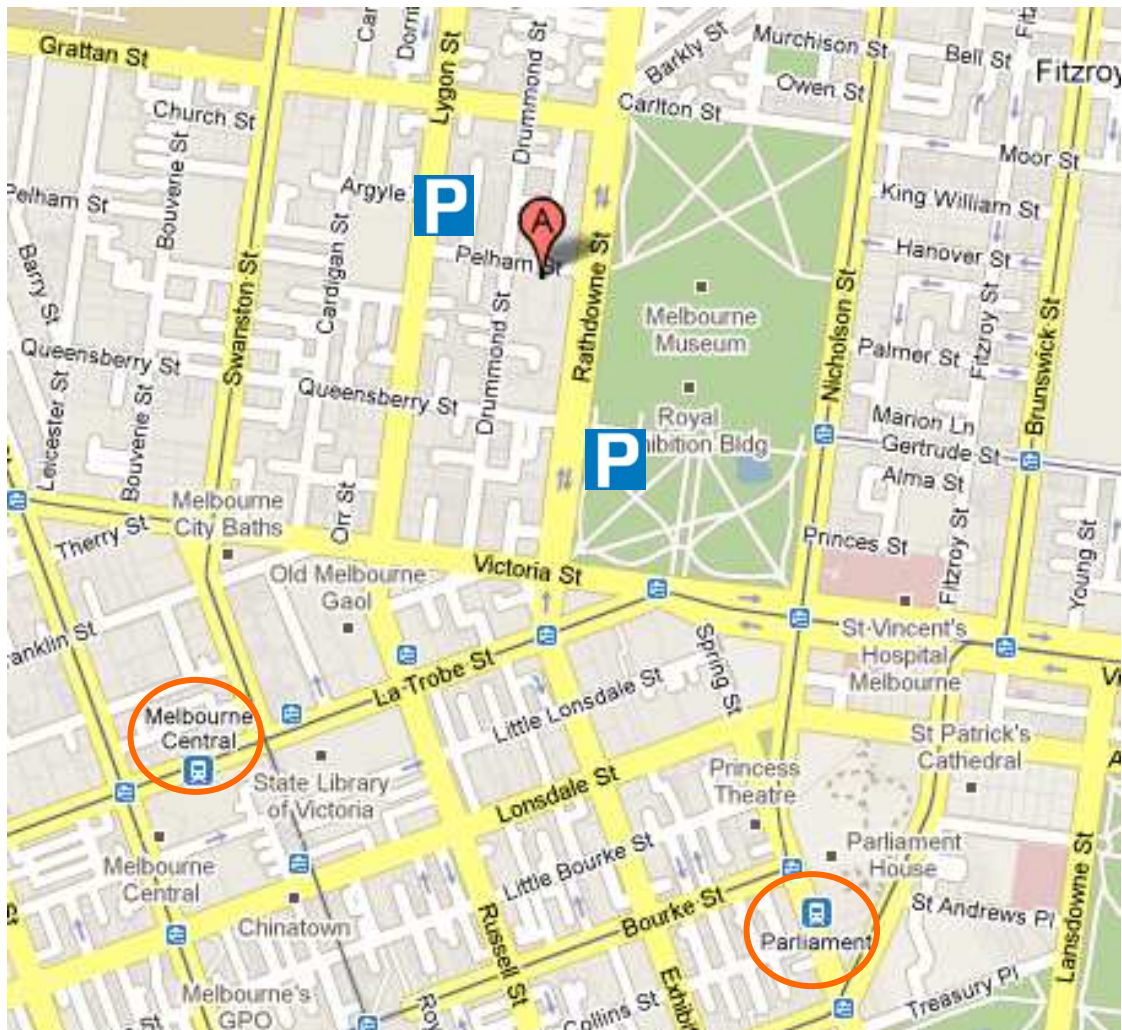 Grattan St
Lygon St
Drummond St
Barkly St
Murchison St
Bell St
Fitzroy
Owen St
Church St
Carlton St
Moor St
Bouverie St
Argyle
P
A
King William St
Pelham St
Pelham St
Hanover St
Swanston St
Cardigan St
Rathdowne St
Barry St
Drummond St
Melbourne
Museum
Nicholson St
Fitzroy St
Brunswick St
Queensberry St
Queensberry St
Palmer St
Royal
hibition Bldg
P
Marion Ln
Gertrude St
Leicester St
Bouverie St
Alma St
Melbourne
City Baths
Orr St
Therry St
Princes St
Fitzroy St
Young St
Victoria St
Old Melbourne
Gaol
anklin St
Spring St
St Vincent's
Hospital
Melbourne
La Trobe St
Little Lonsdale St
Melbourne
Central
St Patrick's
Cathedral
State Library
of Victoria
Lonsdale St
Princess
Theatre
Little Bourke St
Parliament
House
Melbourne
Central
Chinatown
Russell St
Bourke St
Parliament
St Andrews Pl
Lansdowne St
Melbourne's
GPO
Collins St
Exhibi
Treasury Pl